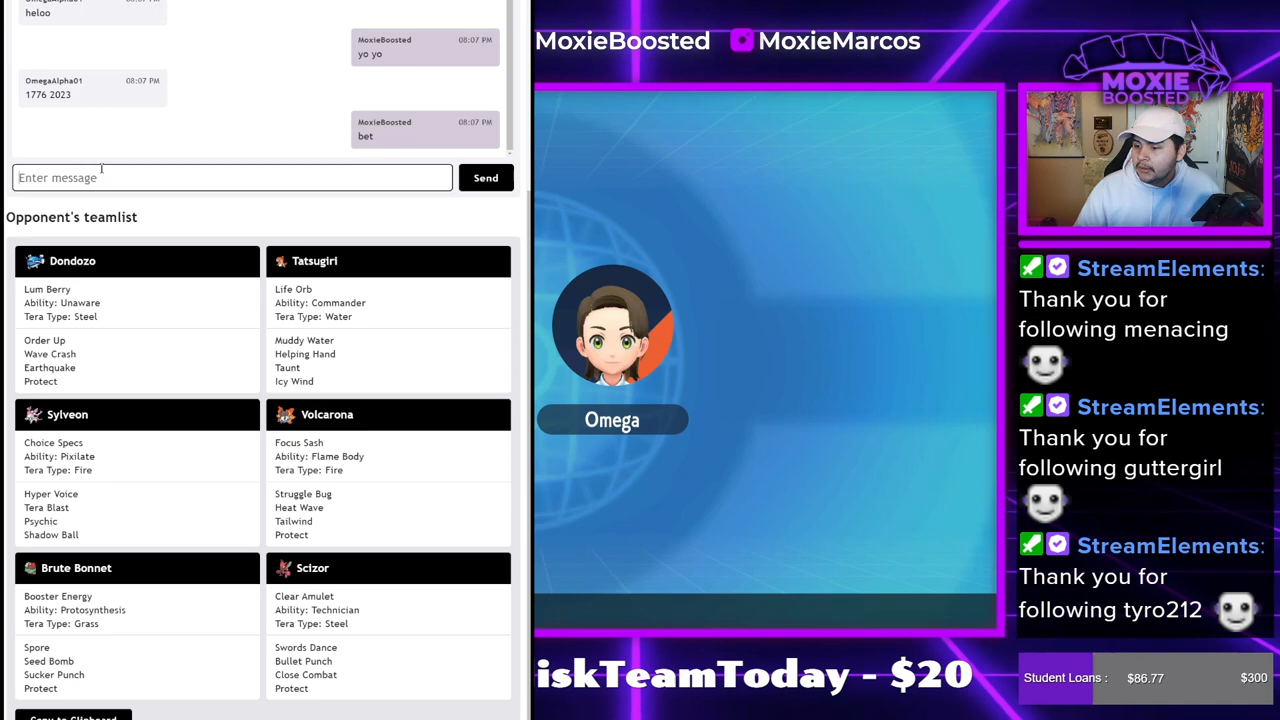 heloo
MoxieBoosted 08:07 PM
yo yo
OmegaAlpha01 08:07 PM
1776 2023
MoxieBoosted 08:07 PM
bet
Enter message
Send
Opponent's teamlist
Dondozo
Lum Berry
Ability: Unaware
Tera Type: Steel
Order Up
Wave Crash
Earthquake
Protect
Tatsugiri
Life Orb
Ability: Commander
Tera Type: Water
Muddy Water
Helping Hand
Taunt
Icy Wind
Sylveon
Choice Specs
Ability: Pixilate
Tera Type: Fire
Hyper Voice
Tera Blast
Psychic
Shadow Ball
Volcarona
Focus Sash
Ability: Flame Body
Tera Type: Fire
Struggle Bug
Heat Wave
Tailwind
Protect
Brute Bonnet
Booster Energy
Ability: Protosynthesis
Tera Type: Grass
Spore
Seed Bomb
Sucker Punch
Protect
Scizor
Clear Amulet
Ability: Technician
Tera Type: Steel
Swords Dance
Bullet Punch
Close Combat
Protect
Copy to Clipboard
MoxieBoosted MoxieMarcos
Omega
iskTeamToday - $20
MOXIE
BOOSTED
StreamElements:
Thank you for
following menacing
StreamElements:
Thank you for
following guttergirl
StreamElements:
Thank you for
following tyro212
Student Loans : $86.77 $300